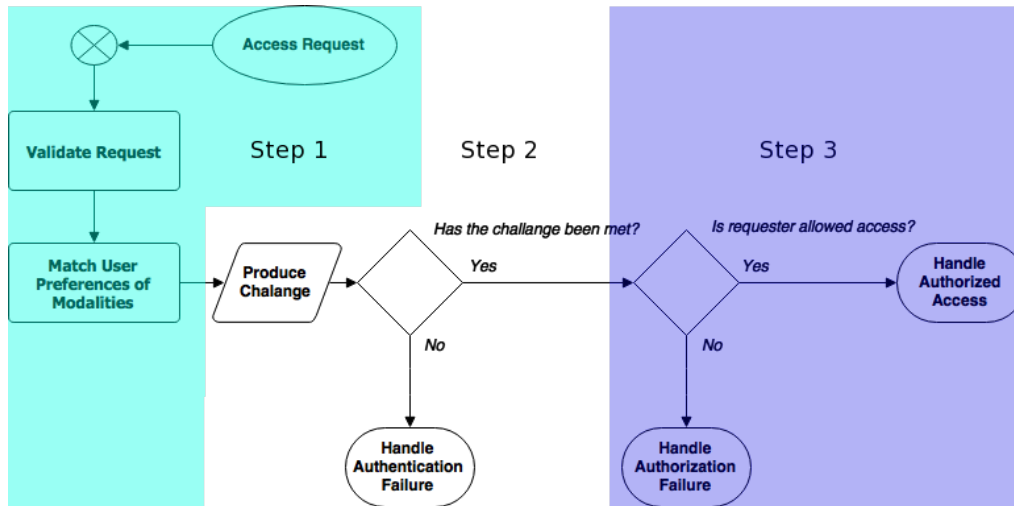 Access Request
Validate Request
Step 1
Step 2
Step 3
Has the challange been met?
Is requester allowed access?
Match User
Preferences of
Modalities
Produce
Chalange
Yes
Yes
Handle
Authorized
Access
No
No
Handle
Authentication
Failure
Handle
Authorization
Failure